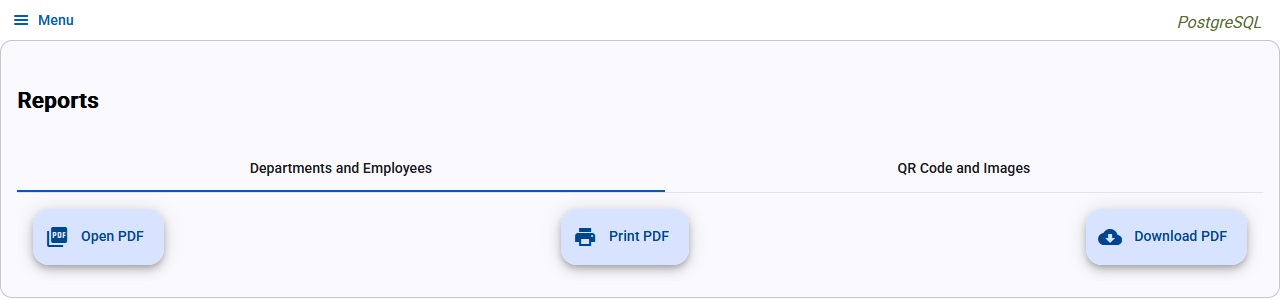 Menu
PostgreSQL
Reports
Departments and Employees
QR Code and Images
PDF Open PDF
Print PDF
Download PDF